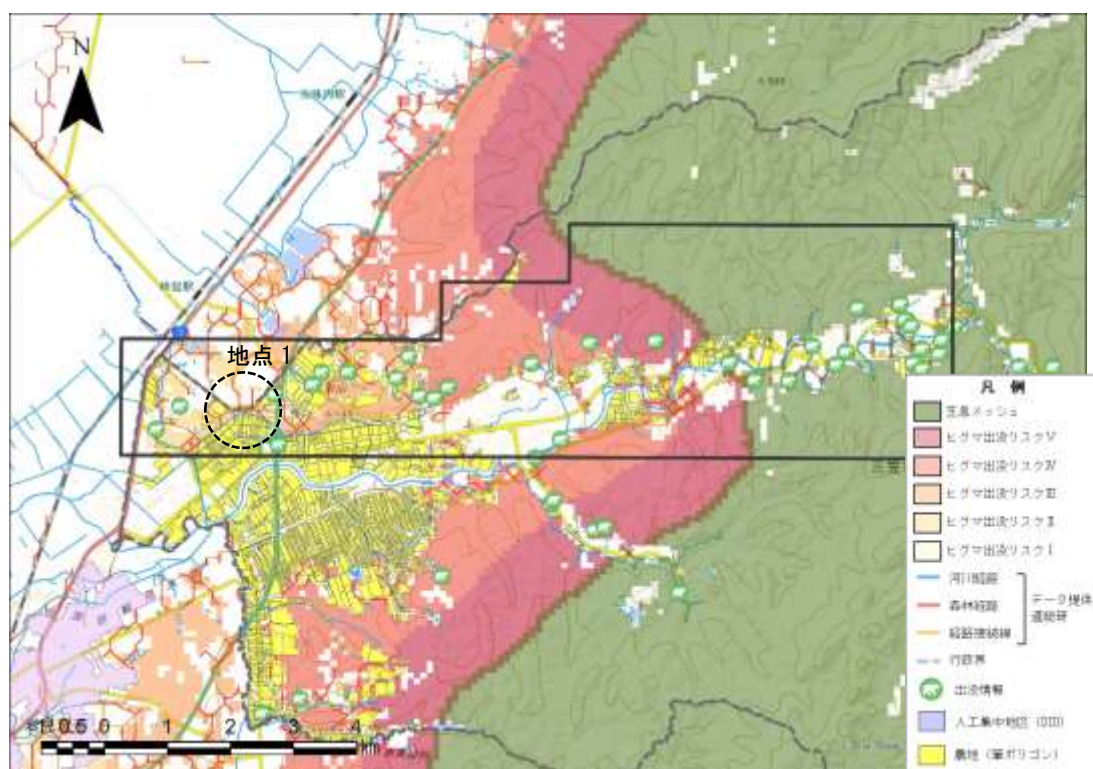 N
地点 1
凡 例
生息メッシュ
ヒグマ出没リスクⅤ
ヒグマ出没リスクⅣ
ヒグマ出没リスクⅢ
ヒグマ出没リスクⅡ
ヒグマ出没リスクⅠ
河川経路
森林経路
経路接続線
データ提供
道総研
行政界
出没情報
人工集中地区（DID）
農地（筆ポリゴン）
1 0.5 0 1 2 3 4
km